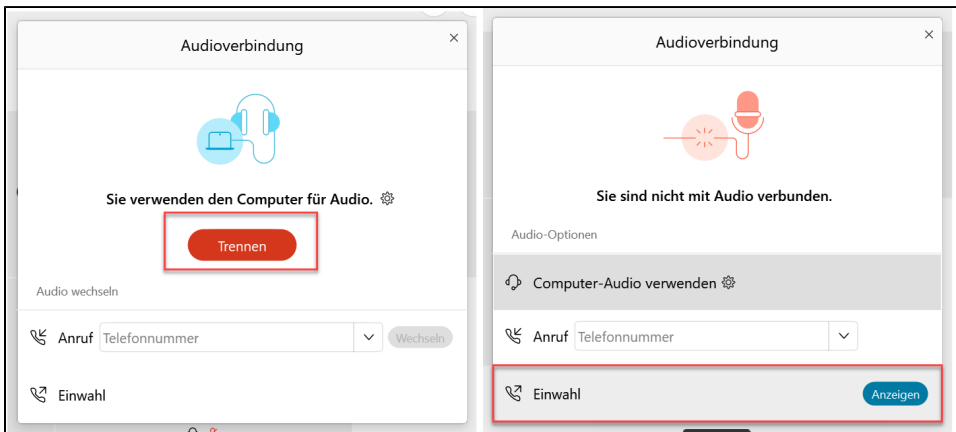 Audioverbindung
Sie verwenden den Computer für Audio.
Trennen
Audio wechseln
Anruf Telefonnummer Wechseln
Einwahl
Audioverbindung
Sie sind nicht mit Audio verbunden.
Audio-Optionen
Computer-Audio verwenden
Anruf Telefonnummer
Einwahl Anzeigen